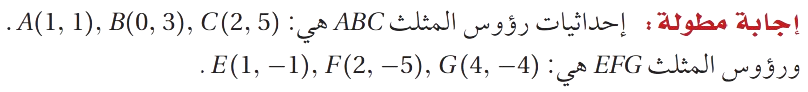 إجابة مطولة: إحداثيات رؤوس المثلث ABC هي: A(1, 1), B(0, 3), C(2, 5).
ورؤوس المثلث EFG هي: E(1, −1), F(2, −5), G(4, −4).